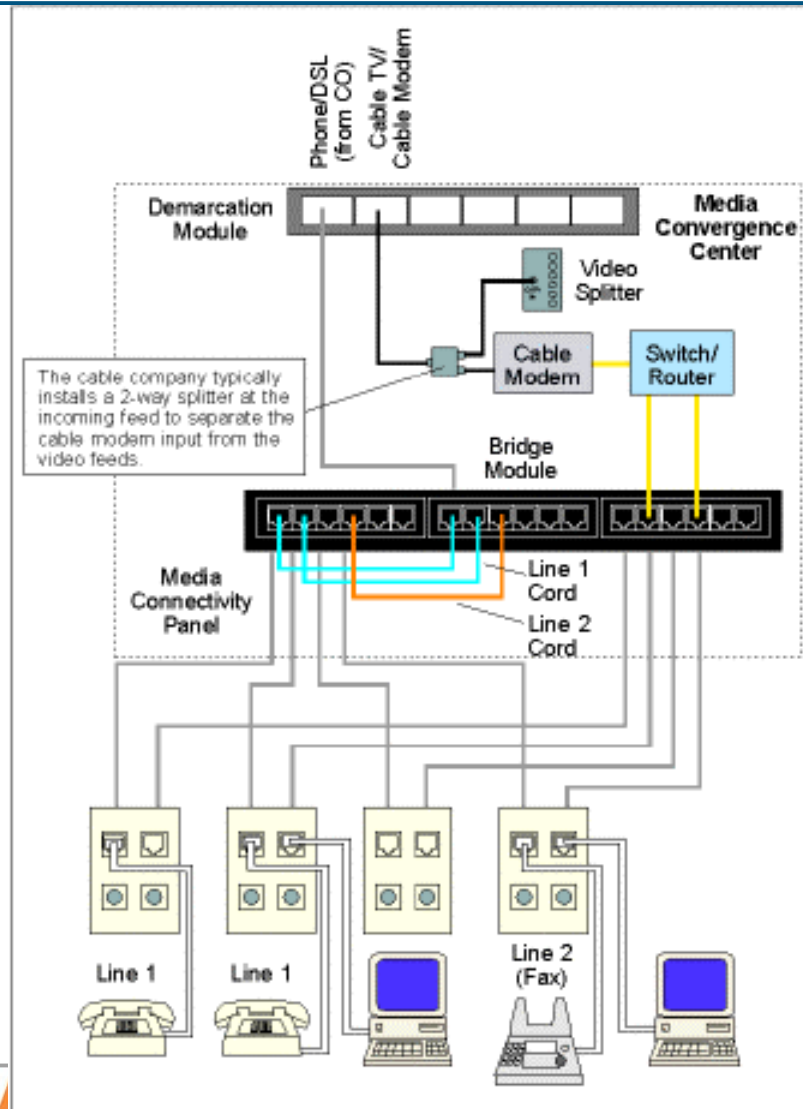 Phone/DSL
(from CO)
Cable TV/
Cable Modem
Demarcation
Module
Media
Convergence
Center
Video
Splitter
Cable
Modem
Switch/
Router
The cable company typically
installs a 2-way splitter at the
incoming feed to separate the
cable modem input from the
video feeds.
Bridge
Module
Media
Connectivity
Panel
Line 1
Cord
Line 2
Cord
Line 1
Line 1
Line 2
(Fax)